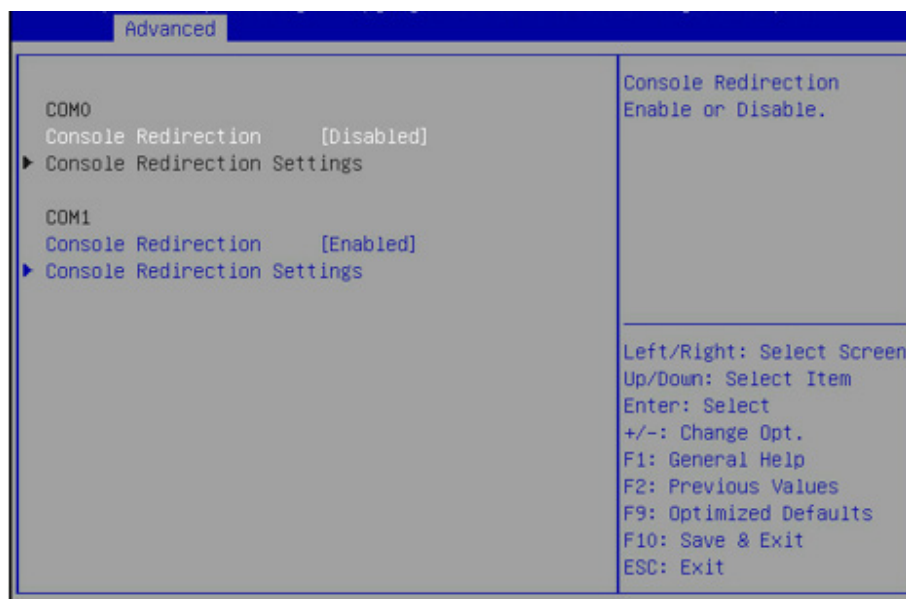 Advanced
COM0
Console Redirection [Disabled]
Console Redirection Settings
COM1
Console Redirection [Enabled]
Console Redirection Settings
Console Redirection
Enable or Disable.
Left/Right: Select Screen
Up/Down: Select Item
Enter: Select
+/-: Change Opt.
F1: General Help
F2: Previous Values
F9: Optimized Defaults
F10: Save & Exit
ESC: Exit